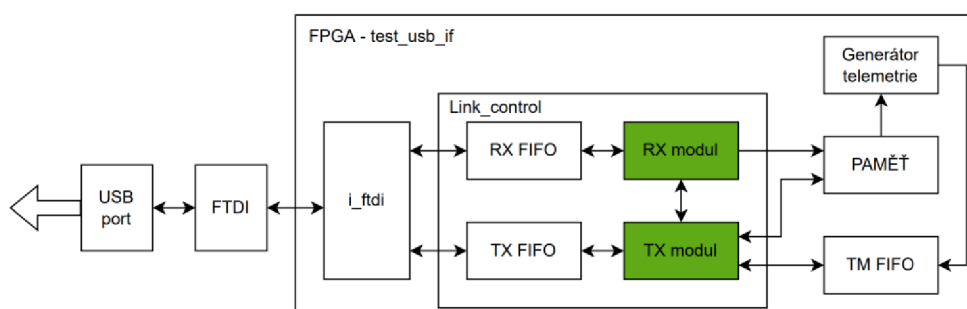 FPGA - test_usb_if
Generátor
telemetrie
Link_control
RX FIFO
RX modul
PAMĚŤ
USB
port
FTDI
i_ftdi
TX FIFO
TX modul
TM FIFO